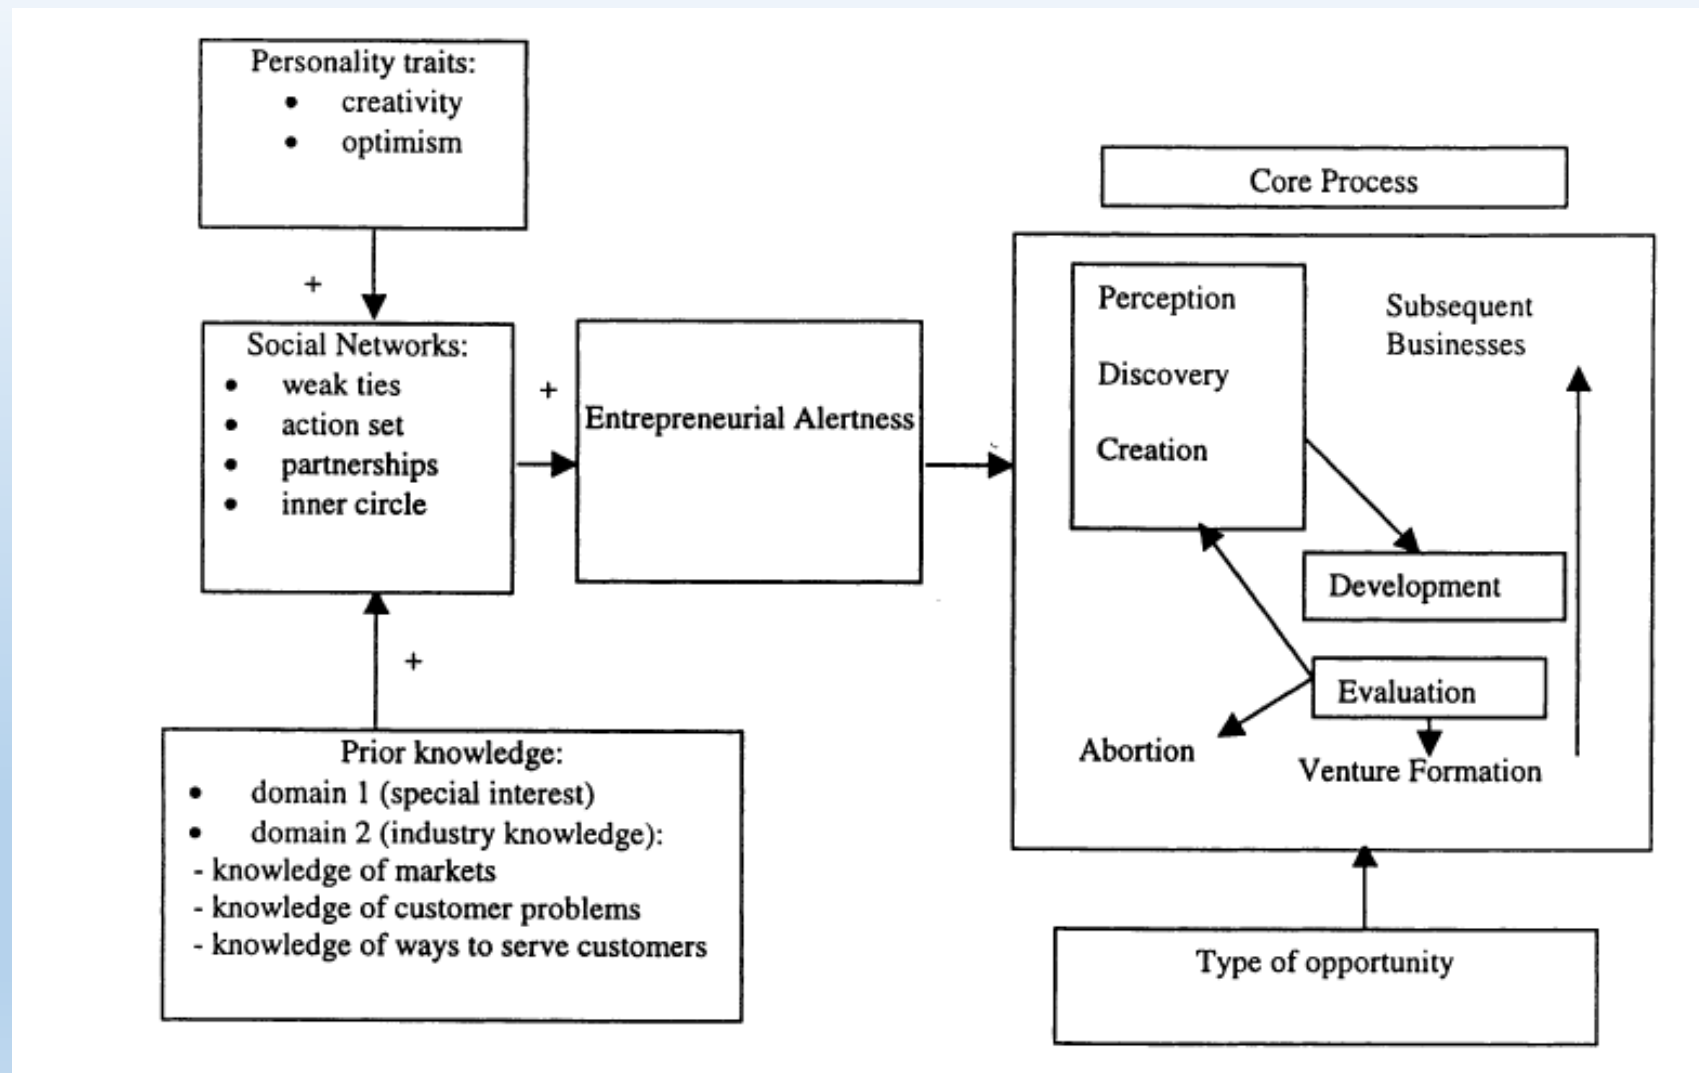 Personality traits:
• creativity
• optimism
+
Social Networks:
• weak ties
• action set
• partnerships
• inner circle
+
Entrepreneurial Alertness
+
Prior knowledge:
• domain 1 (special interest)
• domain 2 (industry knowledge):
- knowledge of markets
- knowledge of customer problems
- knowledge of ways to serve customers
Core Process
Perception
Discovery
Creation
Subsequent
Businesses
Development
Evaluation
Abortion
Venture Formation
Type of opportunity